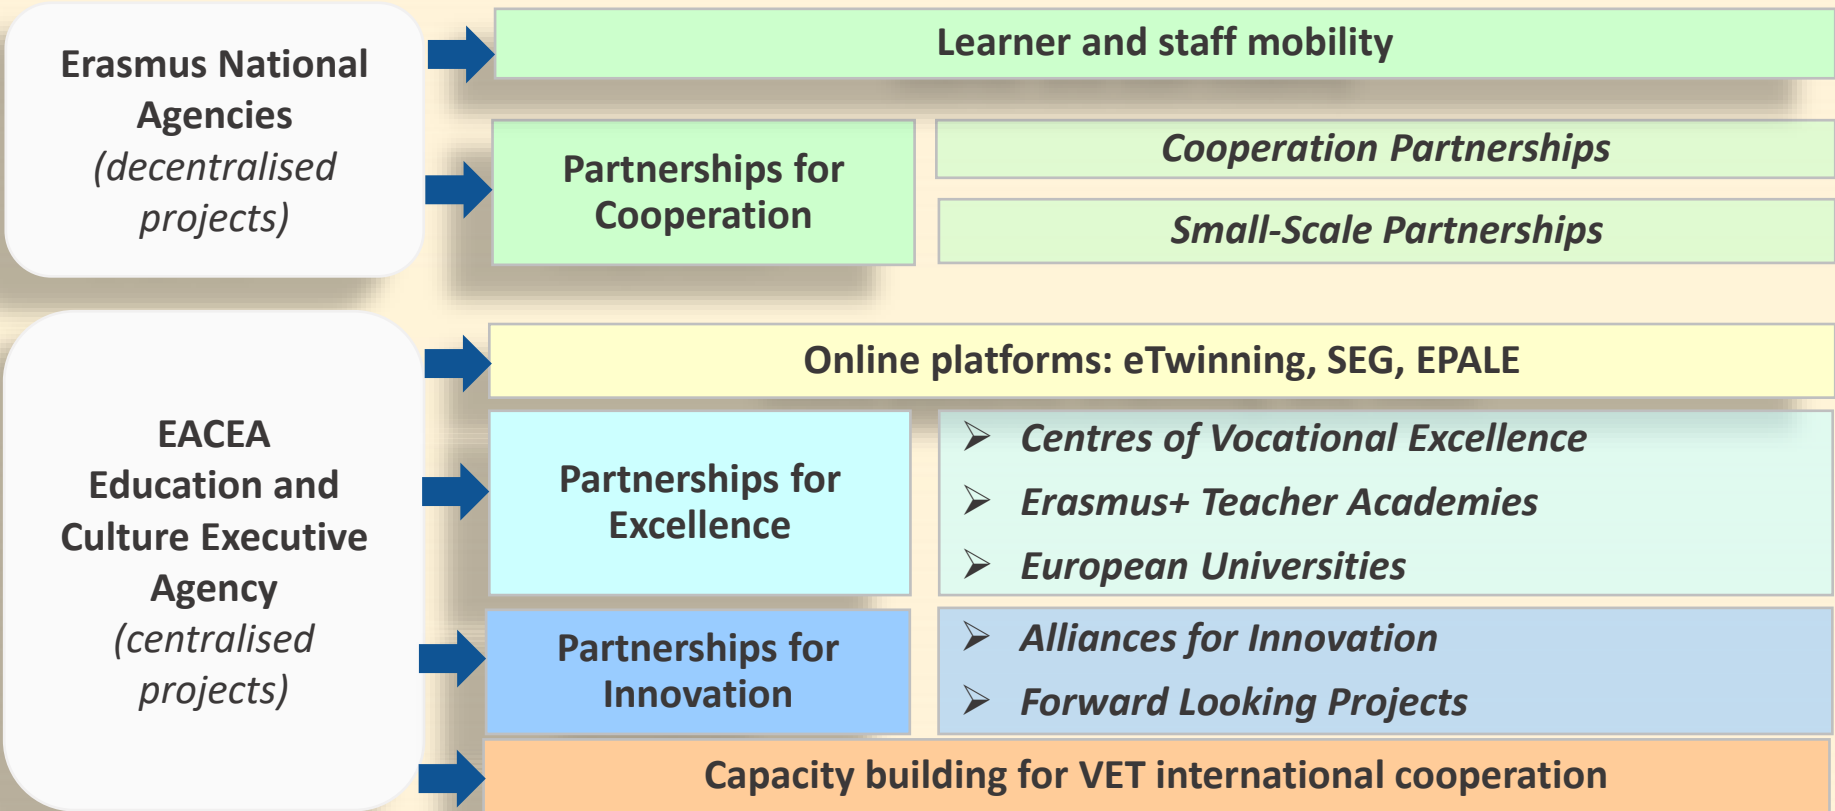 Erasmus National
Agencies
(decentralised
projects)
Learner and staff mobility
Partnerships for
Cooperation
Cooperation Partnerships
Small-Scale Partnerships
EACEA
Education and
Culture Executive
Agency
(centralised
projects)
Online platforms: eTwinning, SEG, EPALE
Partnerships for
Excellence
➢ Centres of Vocational Excellence
➢ Erasmus+ Teacher Academies
➢ European Universities
Partnerships for
Innovation
➢ Alliances for Innovation
➢ Forward Looking Projects
Capacity building for VET international cooperation